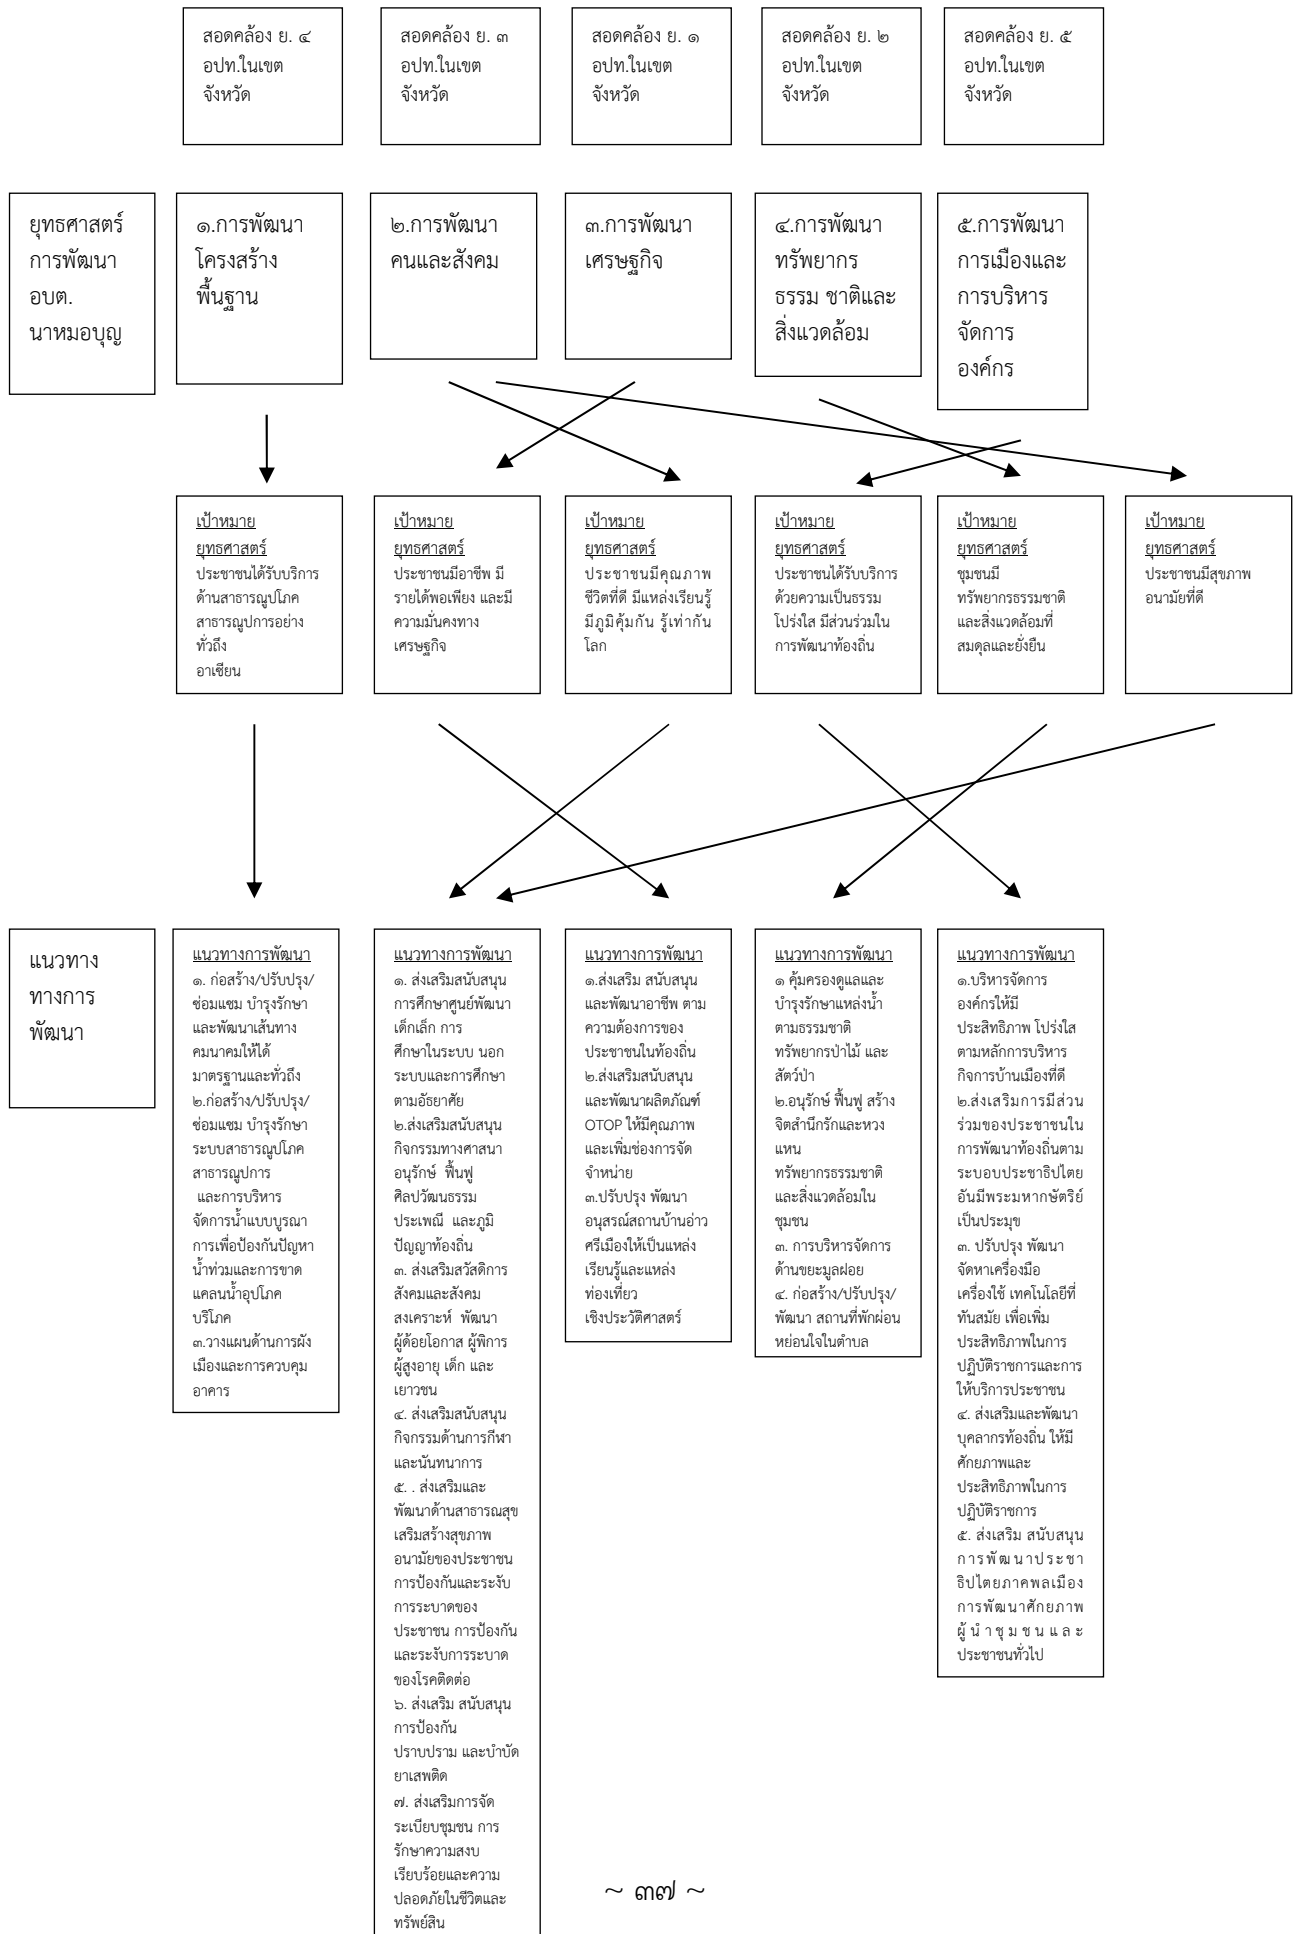 สอดคล้อง ย. ๔
อปท.ในเขต
จังหวัด
สอดคล้อง ย. ๓
อปท.ในเขต
จังหวัด
สอดคล้อง ย. ๑
อปท.ในเขต
จังหวัด
สอดคล้อง ย. ๒
อปท.ในเขต
จังหวัด
สอดคล้อง ย. ๕
อปท.ในเขต
จังหวัด
ยุทธศาสตร์
การพัฒนา
อบต.
นาหมอบุญ
๑.การพัฒนา
โครงสร้าง
พื้นฐาน
๒.การพัฒนา
คนและสังคม
๓.การพัฒนา
เศรษฐกิจ
๔.การพัฒนา
ทรัพยากร
ธรรม ชาติและ
สิ่งแวดล้อม
๕.การพัฒนา
การเมืองและ
การบริหาร
จัดการ
องค์กร
เป้าหมาย
ยุทธศาสตร์
ประชาชนได้รับบริการ
ด้านสาธารณูปโภค
สาธารณูปการอย่าง
ทั่วถึง
อาเซียน
เป้าหมาย
ยุทธศาสตร์
ประชาชนมีอาชีพ มี
รายได้พอเพียง และมี
ความมั่นคงทาง
เศรษฐกิจ
เป้าหมาย
ยุทธศาสตร์
ประชาชนมีคุณภาพ
ชีวิตที่ดี มีแหล่งเรียนรู้
มีภูมิคุ้มกัน รู้เท่ากัน
โลก
เป้าหมาย
ยุทธศาสตร์
ประชาชนได้รับบริการ
ด้วยความเป็นธรรม
โปร่งใส มีส่วนร่วมใน
การพัฒนาท้องถิ่น
เป้าหมาย
ยุทธศาสตร์
ชุมชนมี
ทรัพยากรธรรมชาติ
และสิ่งแวดล้อมที่
สมดุลและยั่งยืน
เป้าหมาย
ยุทธศาสตร์
ประชาชนมีสุขภาพ
อนามัยที่ดี
แนวทาง
ทางการ
พัฒนา
แนวทางการพัฒนา
๑. ก่อสร้าง/ปรับปรุง/
ซ่อมแซม บำรุงรักษา
และพัฒนาเส้นทาง
คมนาคมให้ได้
มาตรฐานและทั่วถึง
๒.ก่อสร้าง/ปรับปรุง/
ซ่อมแซม บำรุงรักษา
ระบบสาธารณูปโภค
สาธารณูปการ
และการบริหาร
จัดการน้ำแบบบูรณา
การเพื่อป้องกันปัญหา
น้ำท่วมและการขาด
แคลนน้ำอุปโภค
บริโภค
๓.วางแผนด้านการผัง
เมืองและการควบคุม
อาคาร
แนวทางการพัฒนา
๑. ส่งเสริมสนับสนุน
การศึกษาศูนย์พัฒนา
เด็กเล็ก การ
ศึกษาในระบบ นอก
ระบบและการศึกษา
ตามอัธยาศัย
๒.ส่งเสริมสนับสนุน
กิจกรรมทางศาสนา
อนุรักษ์  ฟื้นฟู
ศิลปวัฒนธรรม
ประเพณี  และภูมิ
ปัญญาท้องถิ่น
๓. ส่งเสริมสวัสดิการ
สังคมและสังคม
สงเคราะห์  พัฒนา
ผู้ด้อยโอกาส ผู้พิการ
ผู้สูงอายุ เด็ก และ
เยาวชน
๔. ส่งเสริมสนับสนุน
กิจกรรมด้านการกีฬา
และนันทนาการ
๕. . ส่งเสริมและ
พัฒนาด้านสาธารณสุข
เสริมสร้างสุขภาพ
อนามัยของประชาชน
การป้องกันและระงับ
การระบาดของ
ประชาชน การป้องกัน
และระงับการระบาด
ของโรคติดต่อ
๖. ส่งเสริม สนับสนุน
การป้องกัน
ปราบปราม และบำบัด
ยาเสพติด
๗. ส่งเสริมการจัด
ระเบียบชุมชน การ
รักษาความสงบ
เรียบร้อยและความ
ปลอดภัยในชีวิตและ
ทรัพย์สิน
แนวทางการพัฒนา
๑.ส่งเสริม สนับสนุน
และพัฒนาอาชีพ ตาม
ความต้องการของ
ประชาชนในท้องถิ่น
๒.ส่งเสริมสนับสนุน
และพัฒนาผลิตภัณฑ์
OTOP ให้มีคุณภาพ
และเพิ่มช่องการจัด
จำหน่าย
๓.ปรับปรุง พัฒนา
อนุสรณ์สถานบ้านอ่าว
ศรีเมืองให้เป็นแหล่ง
เรียนรู้และแหล่ง
ท่องเที่ยว
เชิงประวัติศาสตร์
แนวทางการพัฒนา
๑ คุ้มครองดูแลและ
บำรุงรักษาแหล่งน้ำ
ตามธรรมชาติ
ทรัพยากรป่าไม้ และ
สัตว์ป่า
๒.อนุรักษ์ ฟื้นฟู สร้าง
จิตสำนึกรักและหวง
แหน
ทรัพยากรธรรมชาติ
และสิ่งแวดล้อมใน
ชุมชน
๓. การบริหารจัดการ
ด้านขยะมูลฝอย
๔. ก่อสร้าง/ปรับปรุง/
พัฒนา สถานที่พักผ่อน
หย่อนใจในตำบล
แนวทางการพัฒนา
๑.บริหารจัดการ
องค์กรให้มี
ประสิทธิภาพ โปร่งใส
ตามหลักการบริหาร
กิจการบ้านเมืองที่ดี
๒.ส่งเสริมการมีส่วน
ร่วมของประชาชนใน
การพัฒนาท้องถิ่นตาม
ระบอบประชาธิปไตย
อันมีพระมหากษัตริย์
เป็นประมุข
๓. ปรับปรุง พัฒนา
จัดหาเครื่องมือ
เครื่องใช้ เทคโนโลยีที่
ทันสมัย เพื่อเพิ่ม
ประสิทธิภาพในการ
ปฏิบัติราชการและการ
ให้บริการประชาชน
๔. ส่งเสริมและพัฒนา
บุคลากรท้องถิ่น ให้มี
ศักยภาพและ
ประสิทธิภาพในการ
ปฏิบัติราชการ
๕. ส่งเสริม สนับสนุน
การพัฒนาประชา
ธิปไตยภาคพลเมือง
การพัฒนาศักยภาพ
ผู้นำชุมชนและ
ประชาชนทั่วไป
~ ๓๗ ~